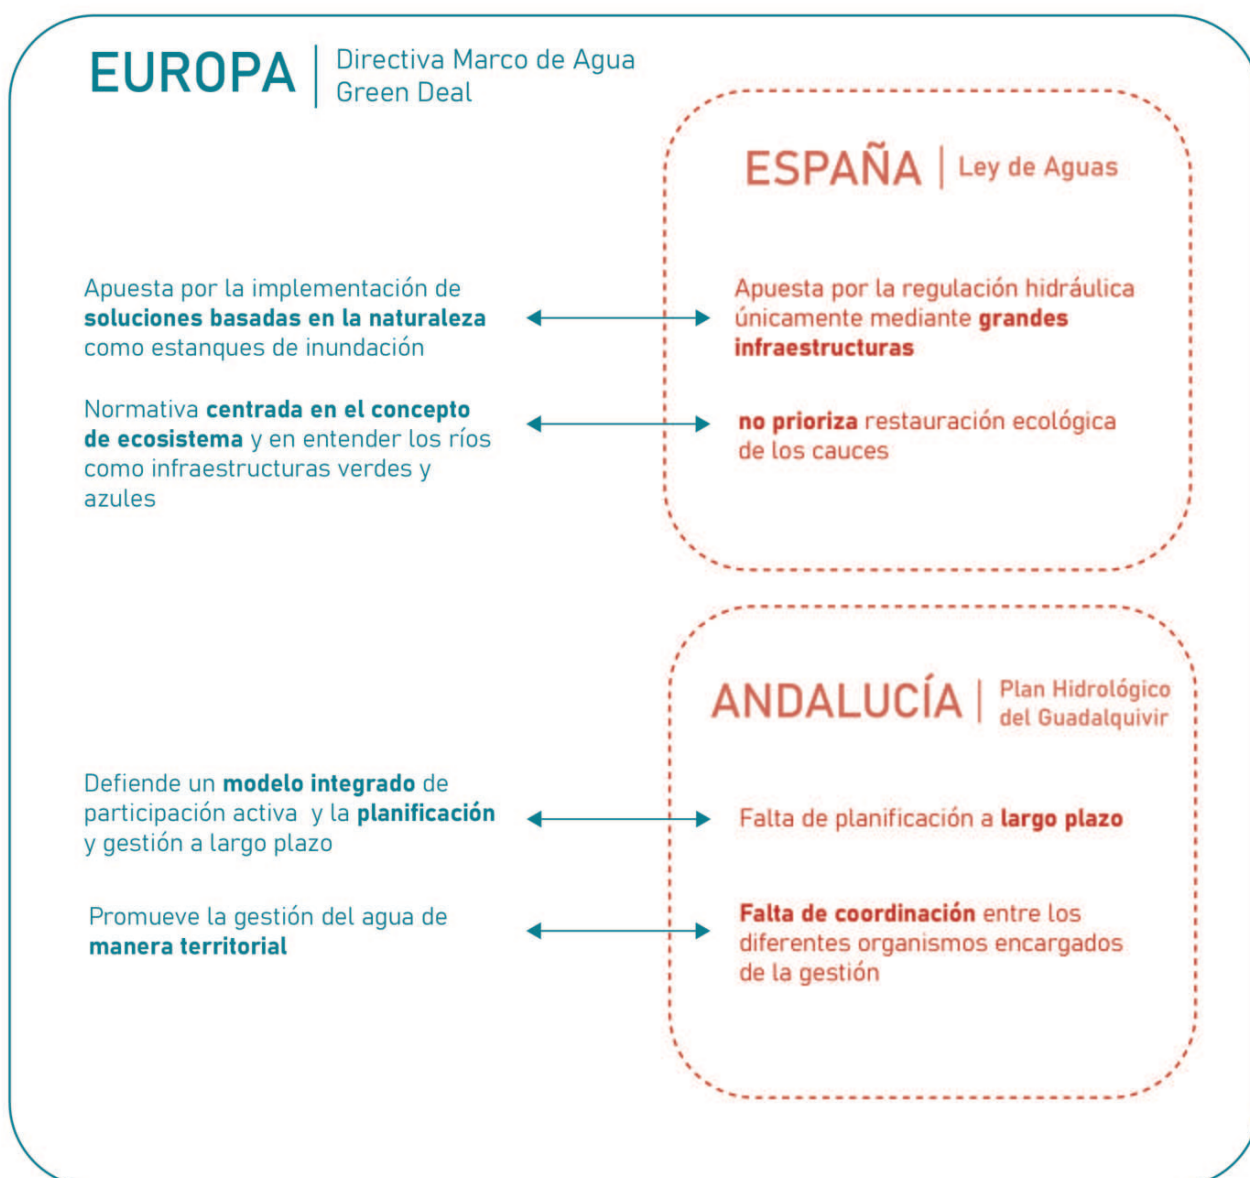 EUROPA
Directiva Marco de Agua
Green Deal
ESPAÑA
Ley de Aguas
Apuesta por la implementación de
soluciones basadas en la naturaleza
como estanques de inundación
Apuesta por la regulación hidráulica
únicamente mediante grandes
infraestructuras
Normativa centrada en el concepto
de ecosistema y en entender los ríos
como infraestructuras verdes y
azules
no prioriza restauración ecológica
de los cauces
ANDALUCÍA
Plan Hidrológico
del Guadalquivir
Defiende un modelo integrado de
participación activa y la planificación
y gestión a largo plazo
Falta de planificación a largo plazo
Promueve la gestión del agua de
manera territorial
Falta de coordinación entre los
diferentes organismos encargados
de la gestión